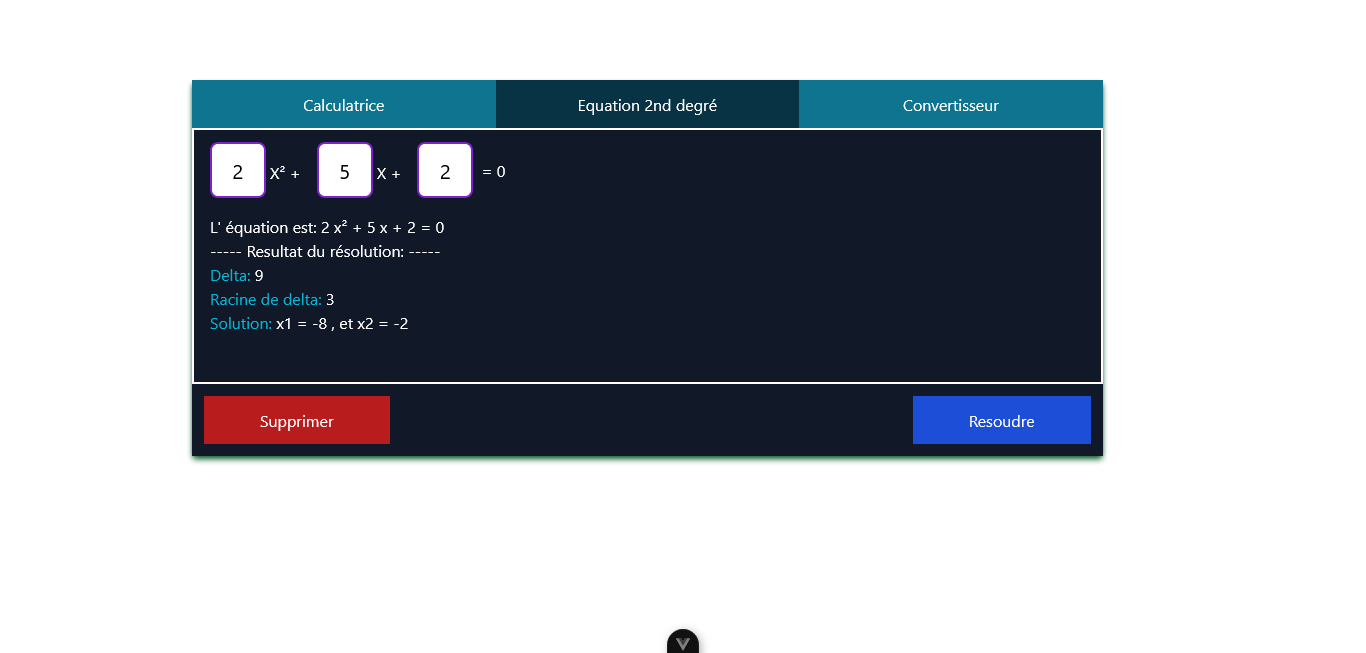 Calculatrice Equation 2nd degré Convertisseur
2 X² + 5 X + 2 = 0
L' équation est: 2 x² + 5 x + 2 = 0
----- Resultat du résolution: -----
Delta: 9
Racine de delta: 3
Solution: x1 = -8 , et x2 = -2
Supprimer Resoudre